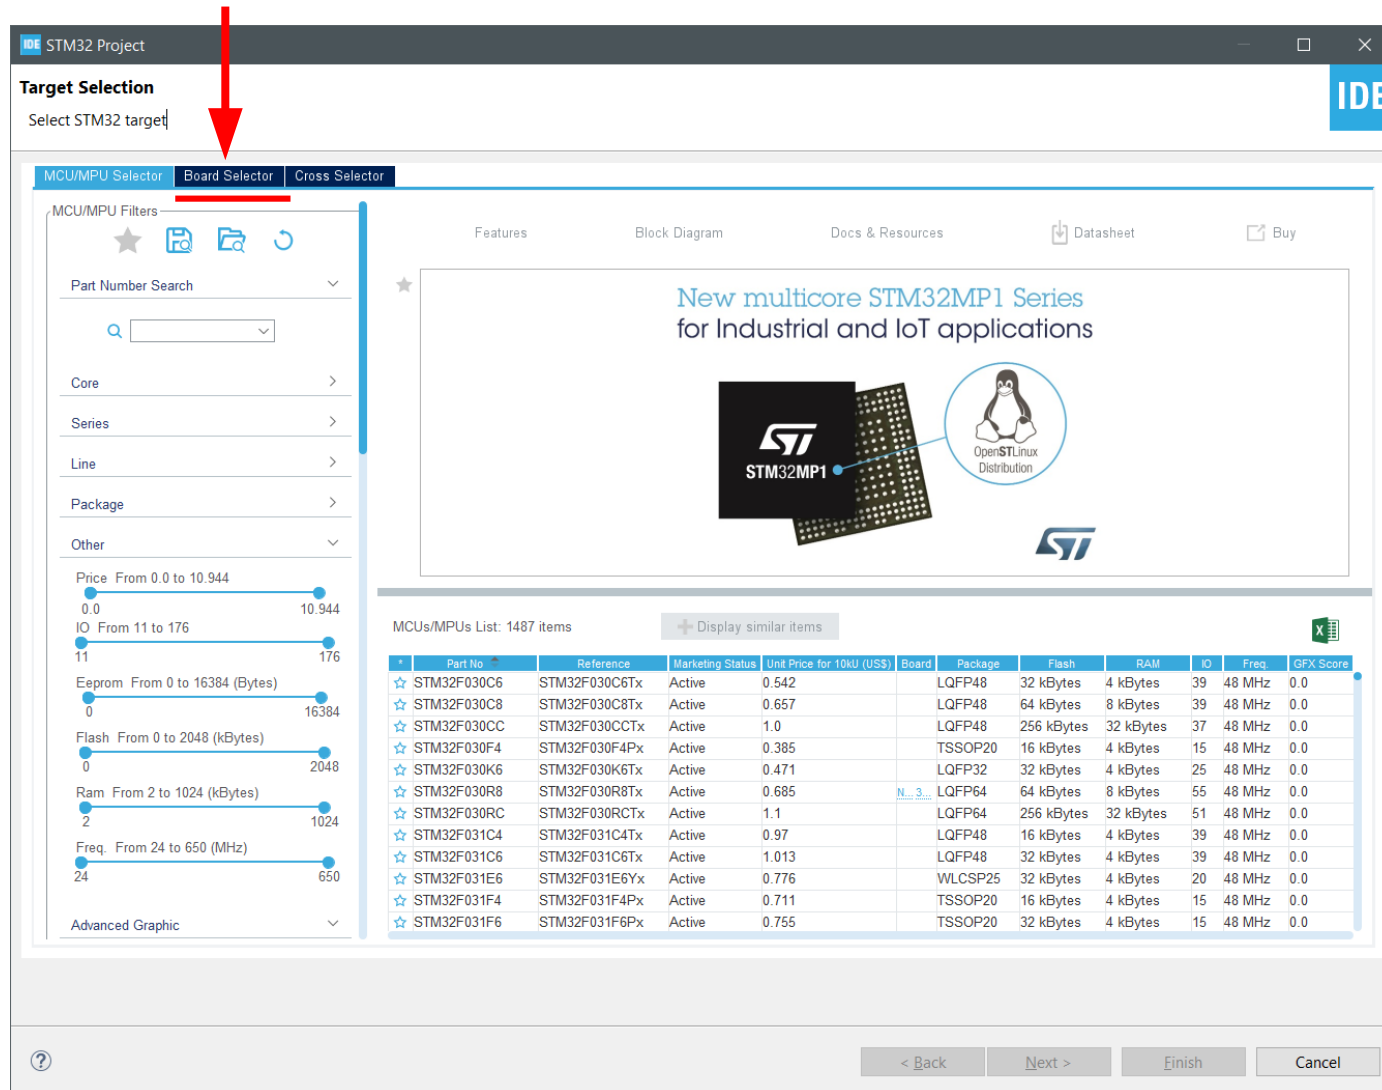 IDE STM32 Project
Target Selection
Select STM32 target
IDE
MCU/MPU Selector Board Selector Cross Selector
MCU/MPU Filters
Part Number Search
Core
Series
Line
Package
Other
Price From 0.0 to 10.944
0.0 10.944
IO From 11 to 176
11 176
Eeprom From 0 to 16384 (Bytes)
0 16384
Flash From 0 to 2048 (kBytes)
0 2048
Ram From 2 to 1024 (kBytes)
2 1024
Freq. From 24 to 650 (MHz)
24 650
Advanced Graphic
Features Block Diagram Docs & Resources Datasheet Buy
New multicore STM32MP1 Series
for Industrial and IoT applications
ST
STM32MP1
OpenSTLinux
Distribution
ST
MCUs/MPUs List: 1487 items Display similar items
* Part No Reference Marketing Status Unit Price for 10kU (US$) Board Package Flash RAM IO Freq. GFX Score
STM32F030C6 STM32F030C6Tx Active 0.542 LQFP48 32 kBytes 4 kBytes 39 48 MHz 0.0
STM32F030C8 STM32F030C8Tx Active 0.657 LQFP48 64 kBytes 8 kBytes 39 48 MHz 0.0
STM32F030CC STM32F030CCTx Active 1.0 LQFP48 256 kBytes 32 kBytes 37 48 MHz 0.0
STM32F030F4 STM32F030F4Px Active 0.385 TSSOP20 16 kBytes 4 kBytes 15 48 MHz 0.0
STM32F030K6 STM32F030K6Tx Active 0.471 LQFP32 32 kBytes 4 kBytes 25 48 MHz 0.0
STM32F030R8 STM32F030R8Tx Active 0.685 N... 3... LQFP64 64 kBytes 8 kBytes 55 48 MHz 0.0
STM32F030RC STM32F030RCTx Active 1.1 LQFP64 256 kBytes 32 kBytes 51 48 MHz 0.0
STM32F031C4 STM32F031C4Tx Active 0.97 LQFP48 16 kBytes 4 kBytes 39 48 MHz 0.0
STM32F031C6 STM32F031C6Tx Active 1.013 LQFP48 32 kBytes 4 kBytes 39 48 MHz 0.0
STM32F031E6 STM32F031E6Yx Active 0.776 WLCSP25 32 kBytes 4 kBytes 20 48 MHz 0.0
STM32F031F4 STM32F031F4Px Active 0.711 TSSOP20 16 kBytes 4 kBytes 15 48 MHz 0.0
STM32F031F6 STM32F031F6Px Active 0.755 TSSOP20 32 kBytes 4 kBytes 15 48 MHz 0.0
? < Back Next > Finish Cancel